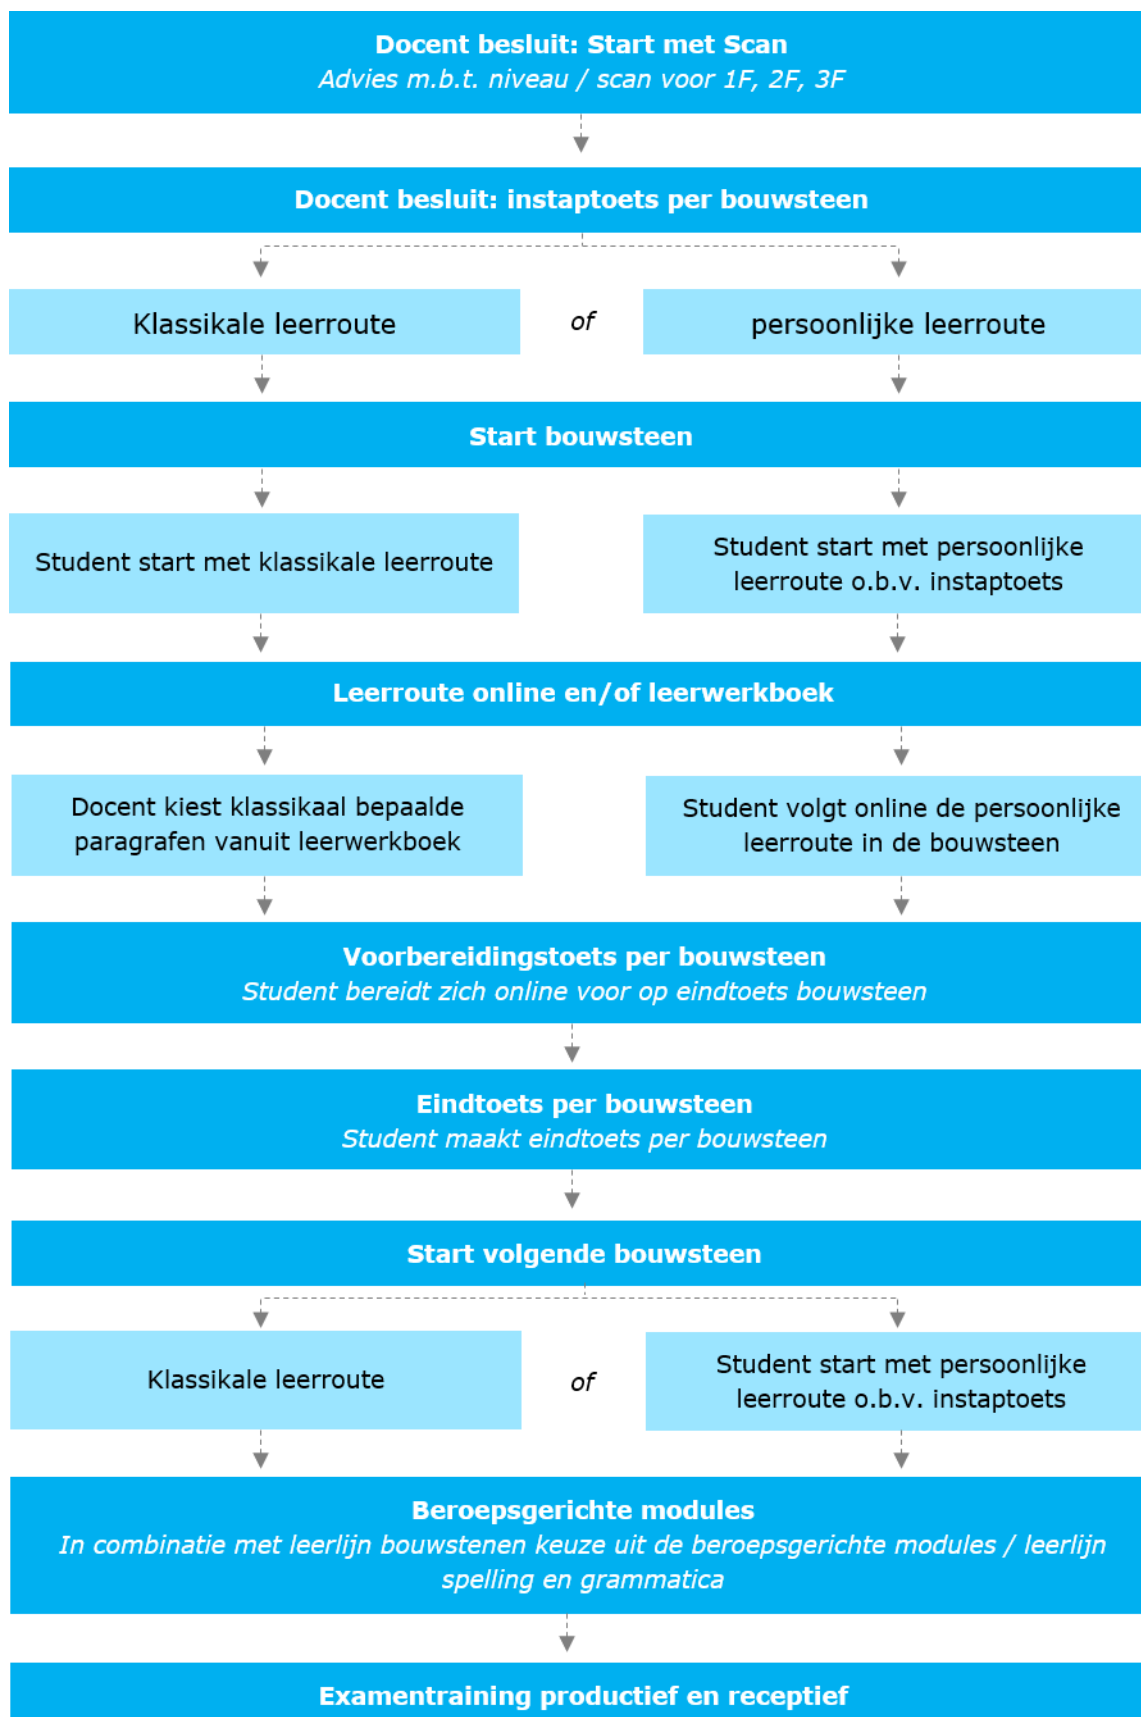 Docent besluit: Start met Scan
Advies m.b.t. niveau / scan voor 1F, 2F, 3F
Docent besluit: instaptoets per bouwsteen
Klassikale leerroute
of
persoonlijke leerroute
Start bouwsteen
Student start met klassikale leerroute
Student start met persoonlijke
leerroute o.b.v. instaptoets
Leerroute online en/of leerwerkboek
Docent kiest klassikaal bepaalde
paragrafen vanuit leerwerkboek
Student volgt online de persoonlijke
leerroute in de bouwsteen
Voorbereidingstoets per bouwsteen
Student bereidt zich online voor op eindtoets bouwsteen
Eindtoets per bouwsteen
Student maakt eindtoets per bouwsteen
Start volgende bouwsteen
Klassikale leerroute
of
Student start met persoonlijke
leerroute o.b.v. instaptoets
Beroepsgerichte modules
In combinatie met leerlijn bouwstenen keuze uit de beroepsgerichte modules / leerlijn
spelling en grammatica
Examentraining productief en receptief